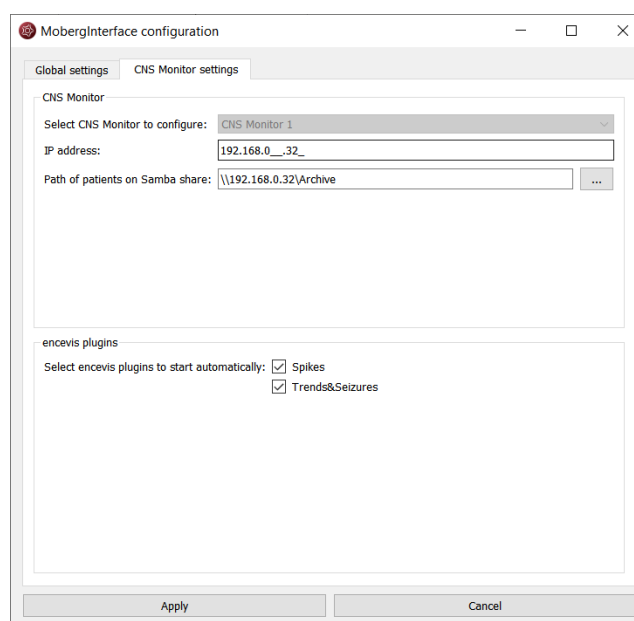 MobergInterface configuration
Global settings CNS Monitor settings
CNS Monitor
Select CNS Monitor to configure: CNS Monitor 1
IP address: 192.168.0__.32_
Path of patients on Samba share: \\192.168.0.32\Archive ...
encevis plugins
Select encevis plugins to start automatically: Spikes
Trends&Seizures
Apply Cancel